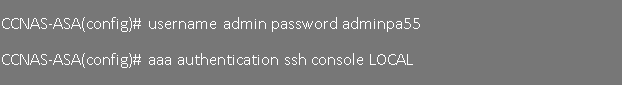 CCNAS-ASA(config)# username admin password adminpa55
CCNAS-ASA(config)# aaa authentication ssh console LOCAL